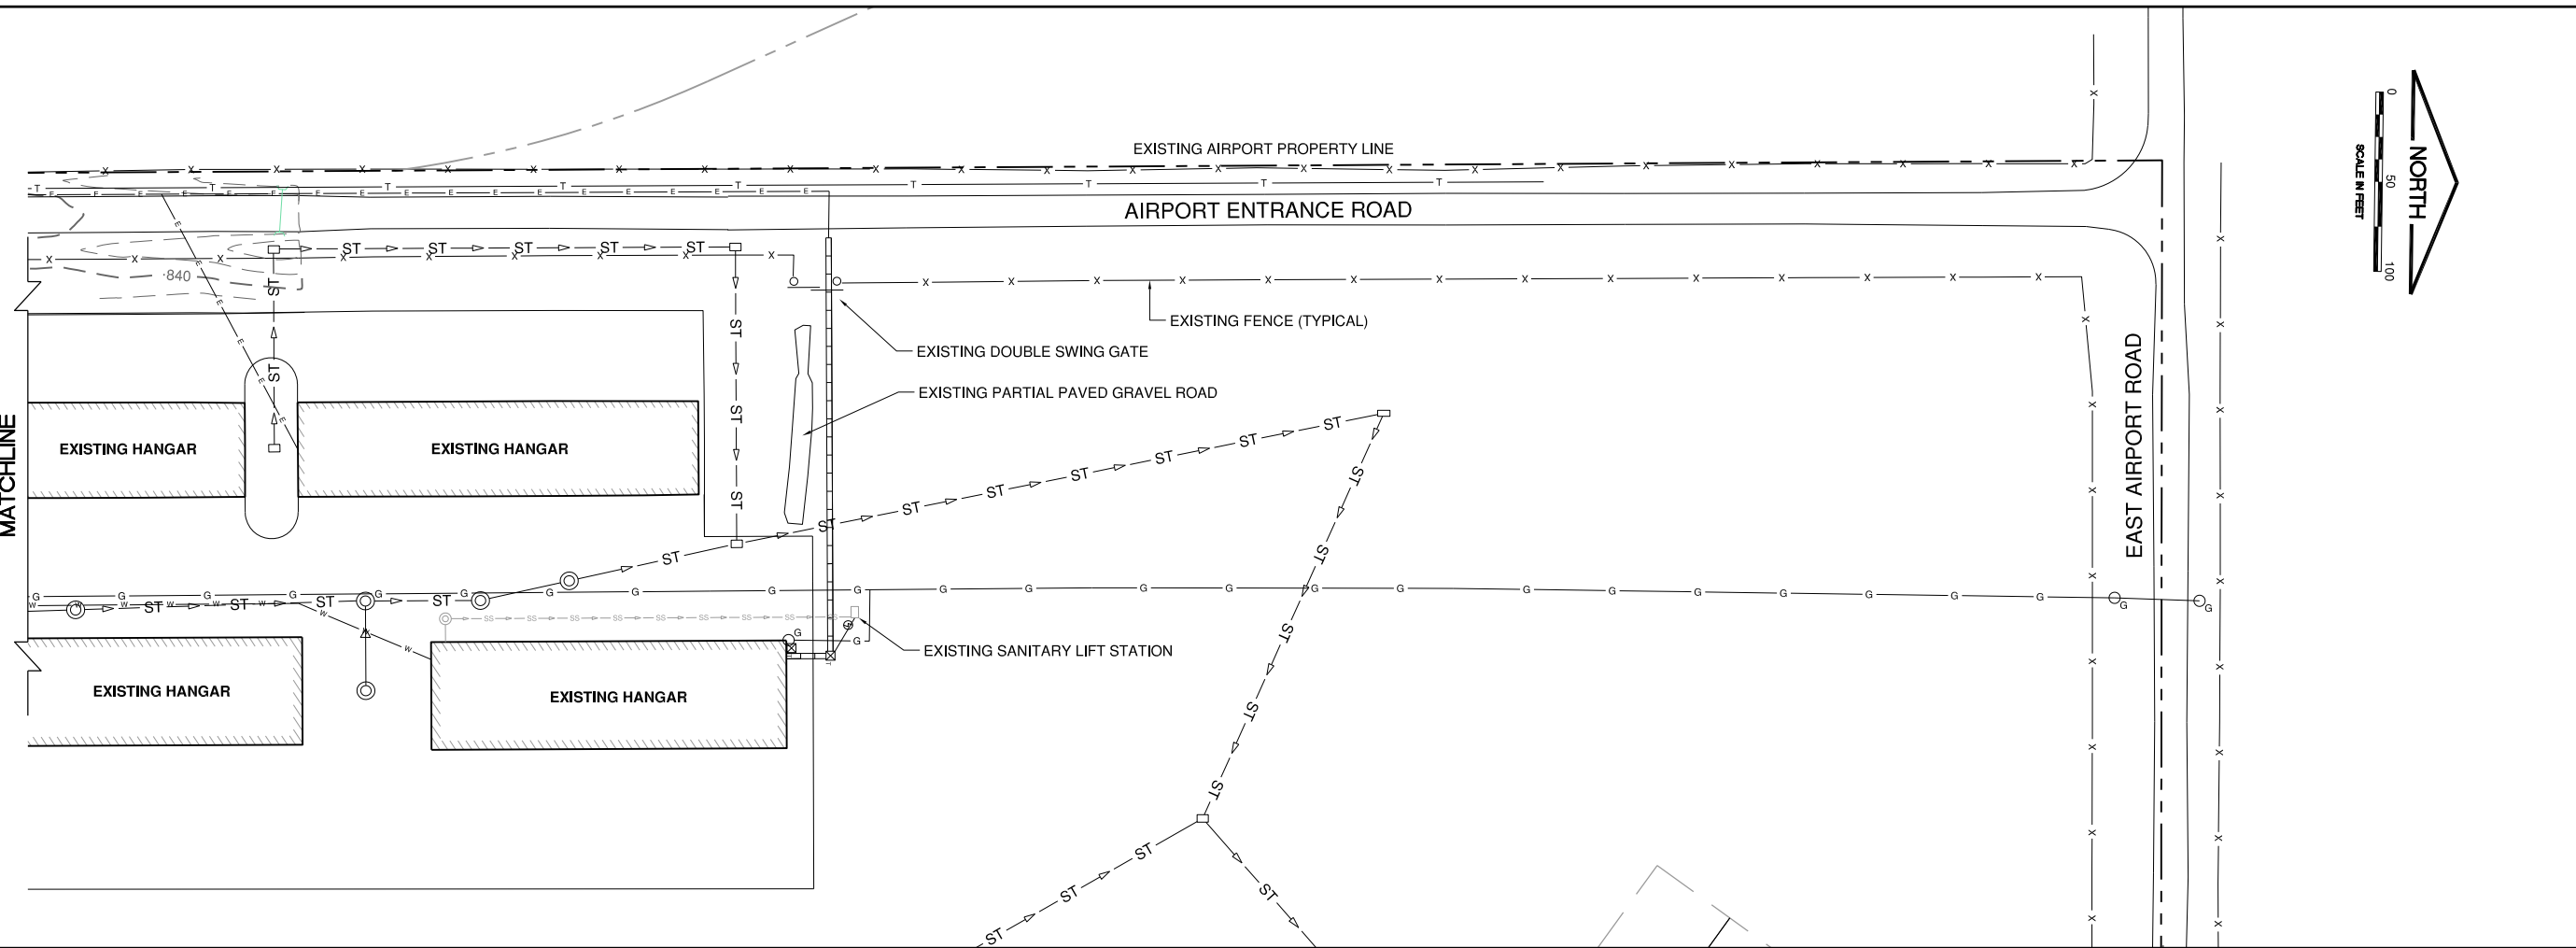 EXISTING AIRPORT PROPERTY LINE
AIRPORT ENTRANCE ROAD
EXISTING FENCE (TYPICAL)
EXISTING DOUBLE SWING GATE
EXISTING PARTIAL PAVED GRAVEL ROAD
840
EXISTING HANGAR
EXISTING HANGAR
MATCHLINE
EXISTING SANITARY LIFT STATION
EXISTING HANGAR
EXISTING HANGAR
EAST AIRPORT ROAD
NORTH
0
50
100
SCALE IN FEET
X
T
E
ST
G
W
SS